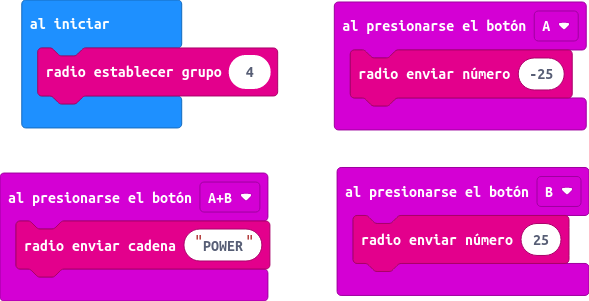 al iniciar
radio establecer grupo 4
al presionarse el botón A
radio enviar número -25
al presionarse el botón A+B
radio enviar cadena "POWER"
al presionarse el botón B
radio enviar número 25